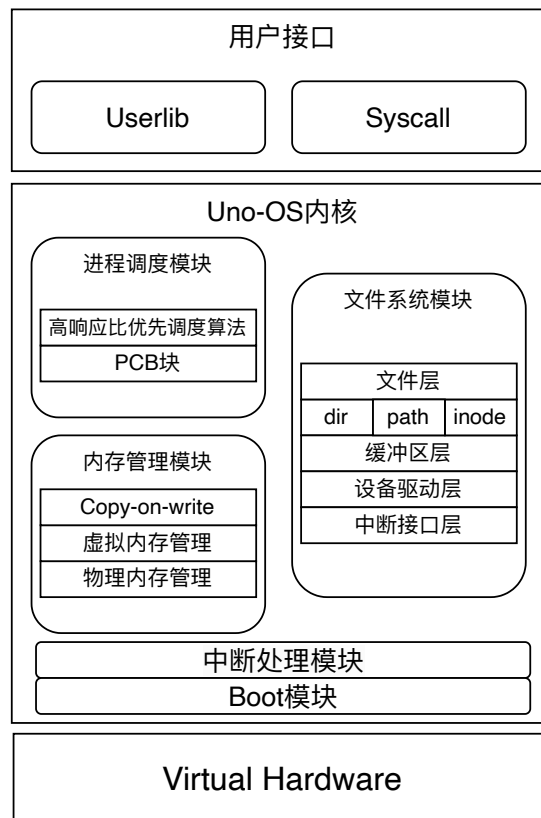 用户接口
Userlib
Syscall
Uno-OS内核
进程调度模块
高响应比优先调度算法
PCB块
内存管理模块
Copy-on-write
虚拟内存管理
物理内存管理
文件系统模块
文件层
dir path inode
缓冲区层
设备驱动层
中断接口层
中断处理模块
Boot模块
Virtual Hardware